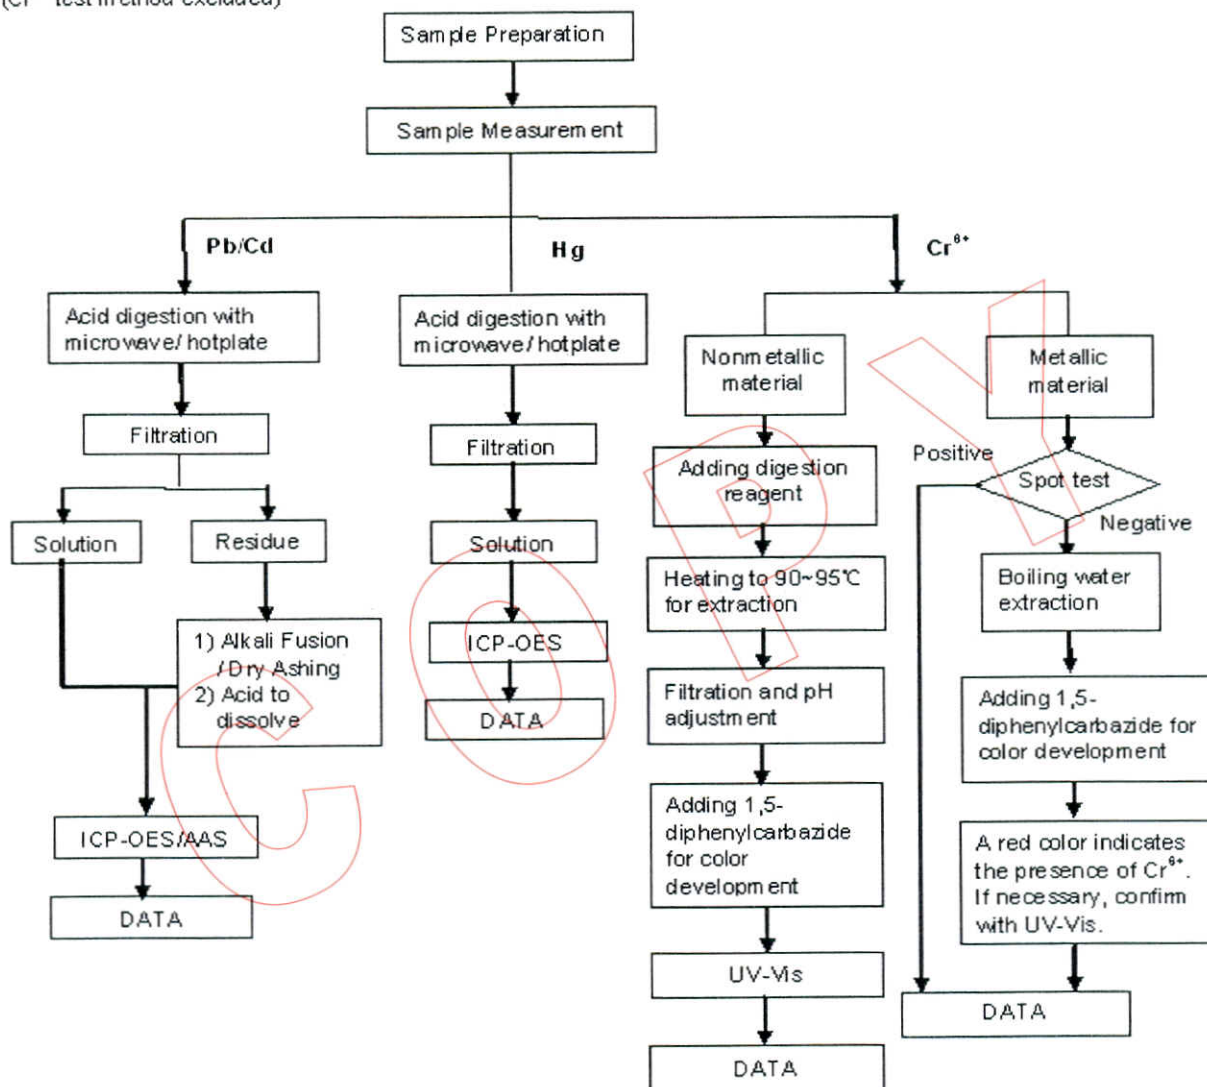 test method excluded)
Sample Preparation
Sample Measurement
Pb/Cd
Hg
Cr⁶⁺
Acid digestion with
microwave/ hotplate
Filtration
Solution
Residue
1) Alkali Fusion
/ Dry Ashing
2) Acid to
dissolve
ICP-OES/AAS
DATA
Acid digestion with
microwave/ hotplate
Filtration
Solution
ICP-OES
DATA
Nonmetallic
material
Adding digestion
reagent
Heating to 90~95℃
for extraction
Filtration and pH
adjustment
Adding 1,5-
diphenylcarbazide
for color
development
UV-Vis
DATA
Metallic
material
Positive
Spot test
Negative
Boiling water
extraction
Adding 1,5-
diphenylcarbazide for
color development
A red color indicates
the presence of Cr⁶⁺.
If necessary, confirm
with UV-Vis.
DATA
COPY